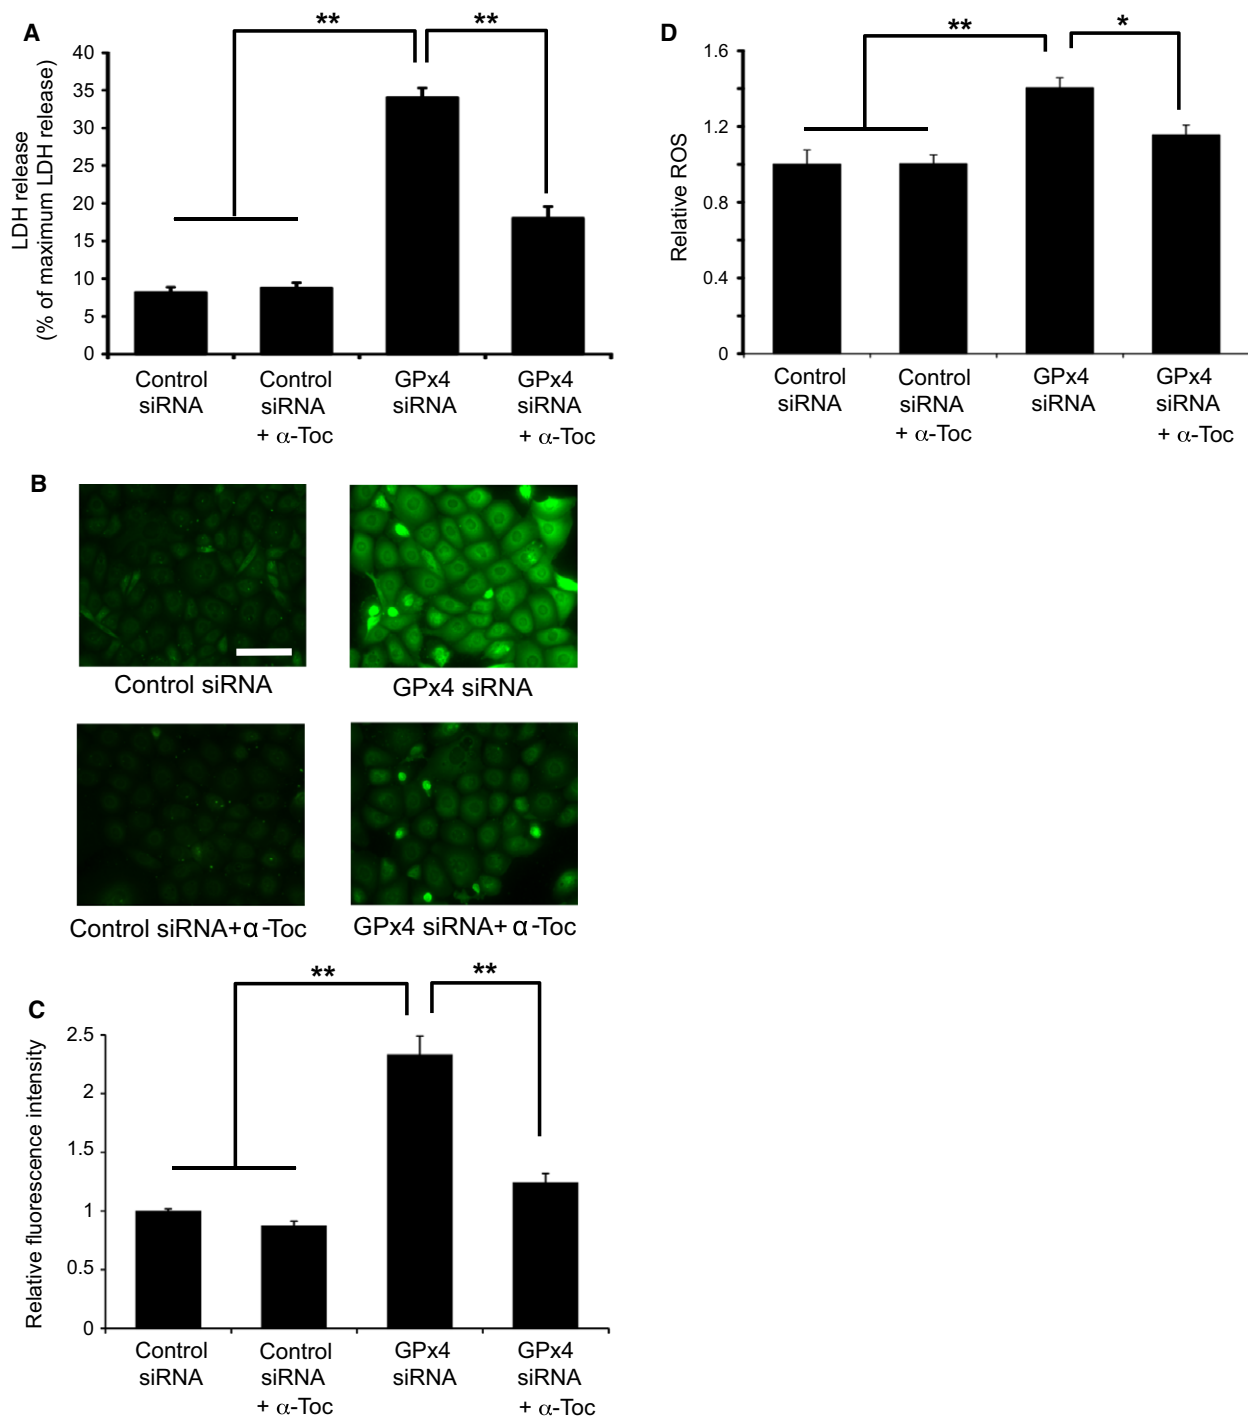 A
** **
LDH release
(% of maximum LDH release)
40
35
30
25
20
15
10
5
0
Control
siRNA
Control
siRNA
+ α-Toc
GPx4
siRNA
GPx4
siRNA
+ α-Toc
D
** *
Relative ROS
1.6
1.2
0.8
0.4
0
Control
siRNA
Control
siRNA
+ α-Toc
GPx4
siRNA
GPx4
siRNA
+ α-Toc
B
Control siRNA
GPx4 siRNA
Control siRNA+α-Toc
GPx4 siRNA+α-Toc
C
** **
Relative fluorescence intensity
2.5
2
1.5
1
0.5
0
Control
siRNA
Control
siRNA
+ α-Toc
GPx4
siRNA
GPx4
siRNA
+ α-Toc